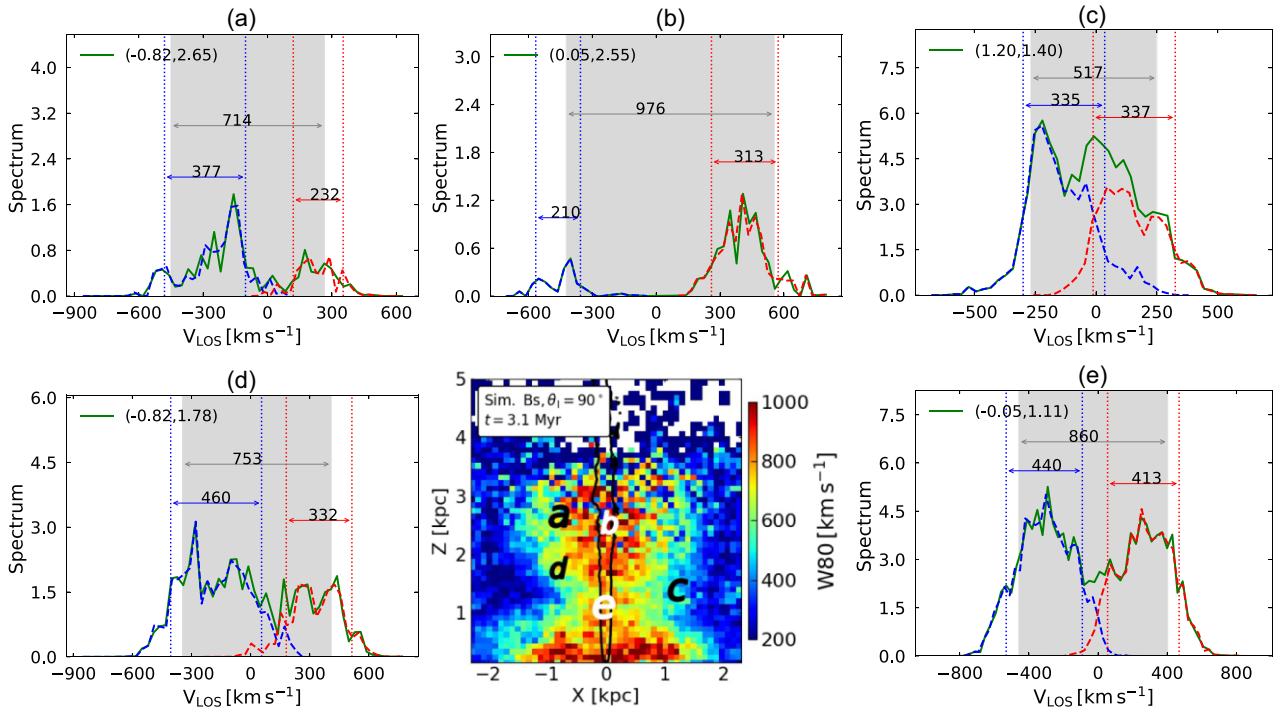 (a)
(-0.82,2.65)
714
377
232
4.0
3.2
2.4
1.6
0.8
0.0
Spectrum
−900 −600 −300 0 300 600
V_LOS [km s⁻¹]
(b)
(0.05,2.55)
976
313
210
3.0
2.4
1.8
1.2
0.6
0.0
Spectrum
−600 −300 0 300 600
V_LOS [km s⁻¹]
(c)
(1.20,1.40)
517
335
337
7.5
6.0
4.5
3.0
1.5
0.0
Spectrum
−500 −250 0 250 500
V_LOS [km s⁻¹]
(d)
(-0.82,1.78)
753
460
332
6.0
4.5
3.0
1.5
0.0
Spectrum
−900 −600 −300 0 300 600
V_LOS [km s⁻¹]
Sim. Bs, θ_I = 90°
t = 3.1 Myr
a
b
d
c
e
5
4
3
2
1
Z [kpc]
−2 −1 0 1 2
X [kpc]
1000
800
600
400
200
W80 [km s⁻¹]
(e)
(-0.05,1.11)
860
440
413
7.5
6.0
4.5
3.0
1.5
0.0
Spectrum
−800 −400 0 400 800
V_LOS [km s⁻¹]